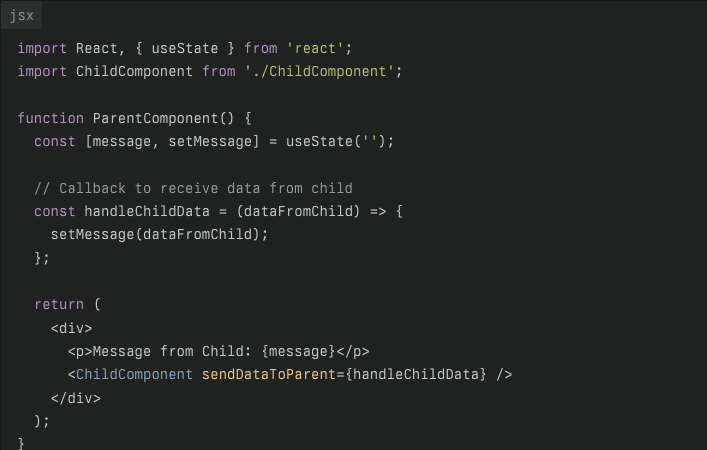 jsx
import React, { useState } from 'react';
import ChildComponent from './ChildComponent';
function ParentComponent() {
const [message, setMessage] = useState('');
// Callback to receive data from child
const handleChildData = (dataFromChild) => {
setMessage(dataFromChild);
};
return (
<div>
<p>Message from Child: {message}</p>
<ChildComponent sendDataToParent={handleChildData} />
</div>
);
}